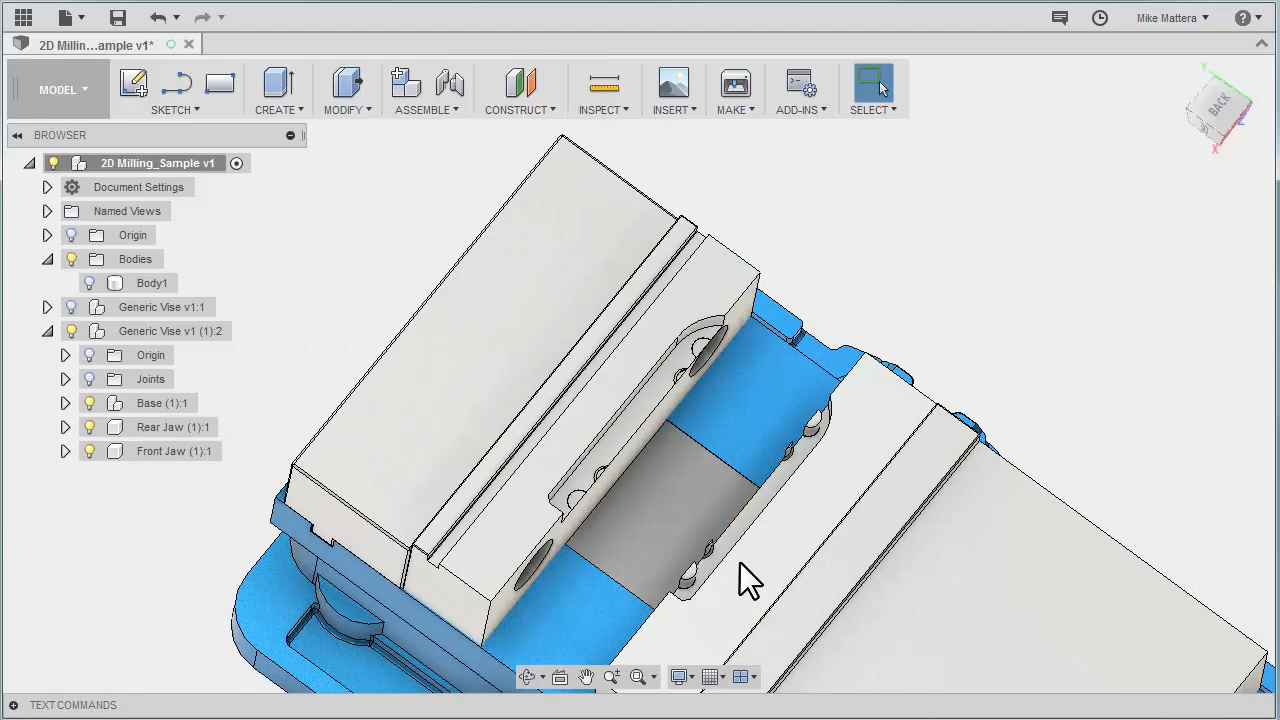 Mike Mattera
2D Millin...ample v1*
MODEL
SKETCH
CREATE
MODIFY
ASSEMBLE
CONSTRUCT
INSPECT
INSERT
MAKE
ADD-INS
SELECT
BROWSER
2D Milling_Sample v1
Document Settings
Named Views
Origin
Bodies
Body1
Generic Vise v1:1
Generic Vise v1 (1):2
Origin
Joints
Base (1):1
Rear Jaw (1):1
Front Jaw (1):1
Y
BACK
Z
X
TEXT COMMANDS